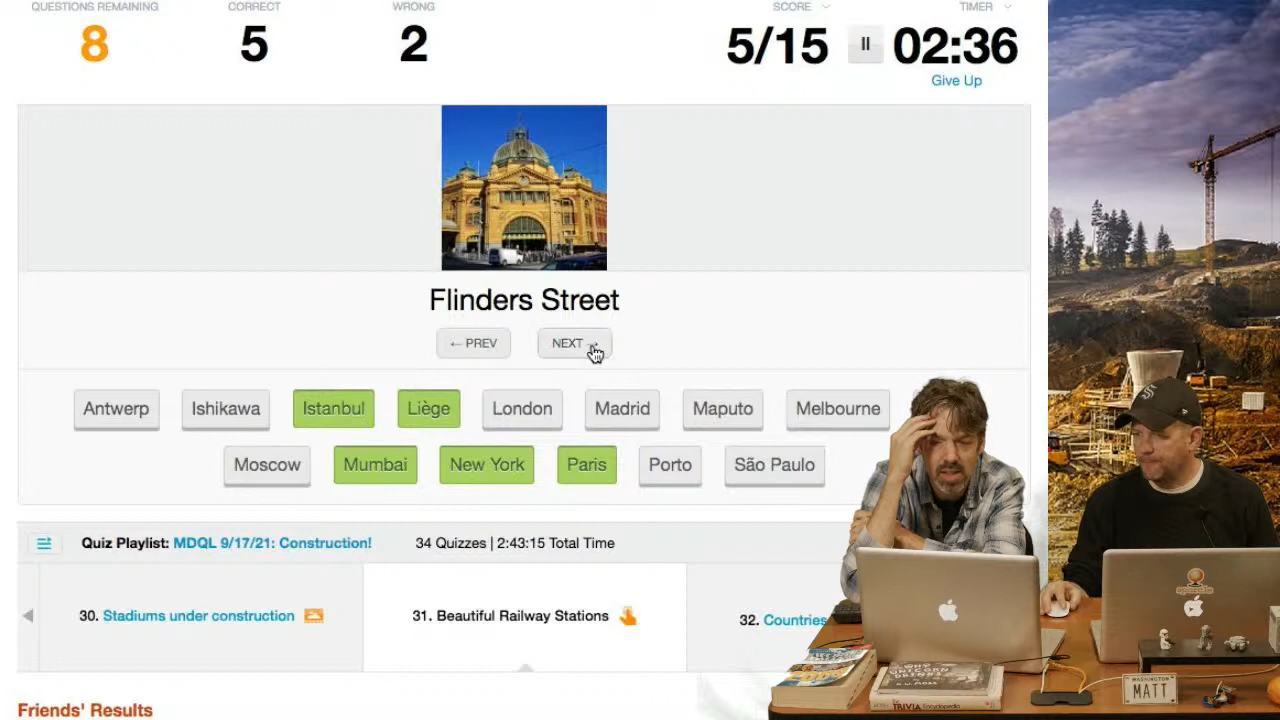 QUESTIONS REMAINING CORRECT WRONG SCORE TIMER
8 5 2 5/15 02:36
Give Up
Flinders Street
← PREV NEXT →
Antwerp Ishikawa Istanbul Liège London Madrid Maputo Melbourne
Moscow Mumbai New York Paris Porto São Paulo
Quiz Playlist: MDQL 9/17/21: Construction! 34 Quizzes | 2:43:15 Total Time
30. Stadiums under construction 31. Beautiful Railway Stations 32. Countries
Friends' Results
WASHINGTON
MATT
TRIVIA Encyclopedia